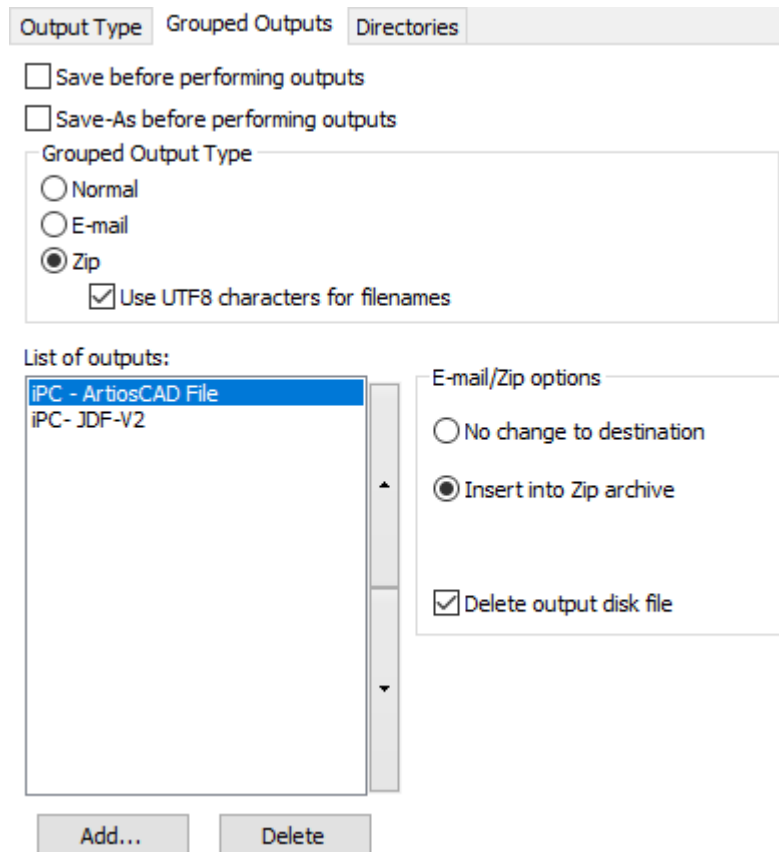 Output Type Grouped Outputs Directories
Save before performing outputs
Save-As before performing outputs
Grouped Output Type
Normal
E-mail
Zip
Use UTF8 characters for filenames
List of outputs:
iPC - ArtiosCAD File
iPC- JDF-V2
E-mail/Zip options
No change to destination
Insert into Zip archive
Delete output disk file
Add... Delete